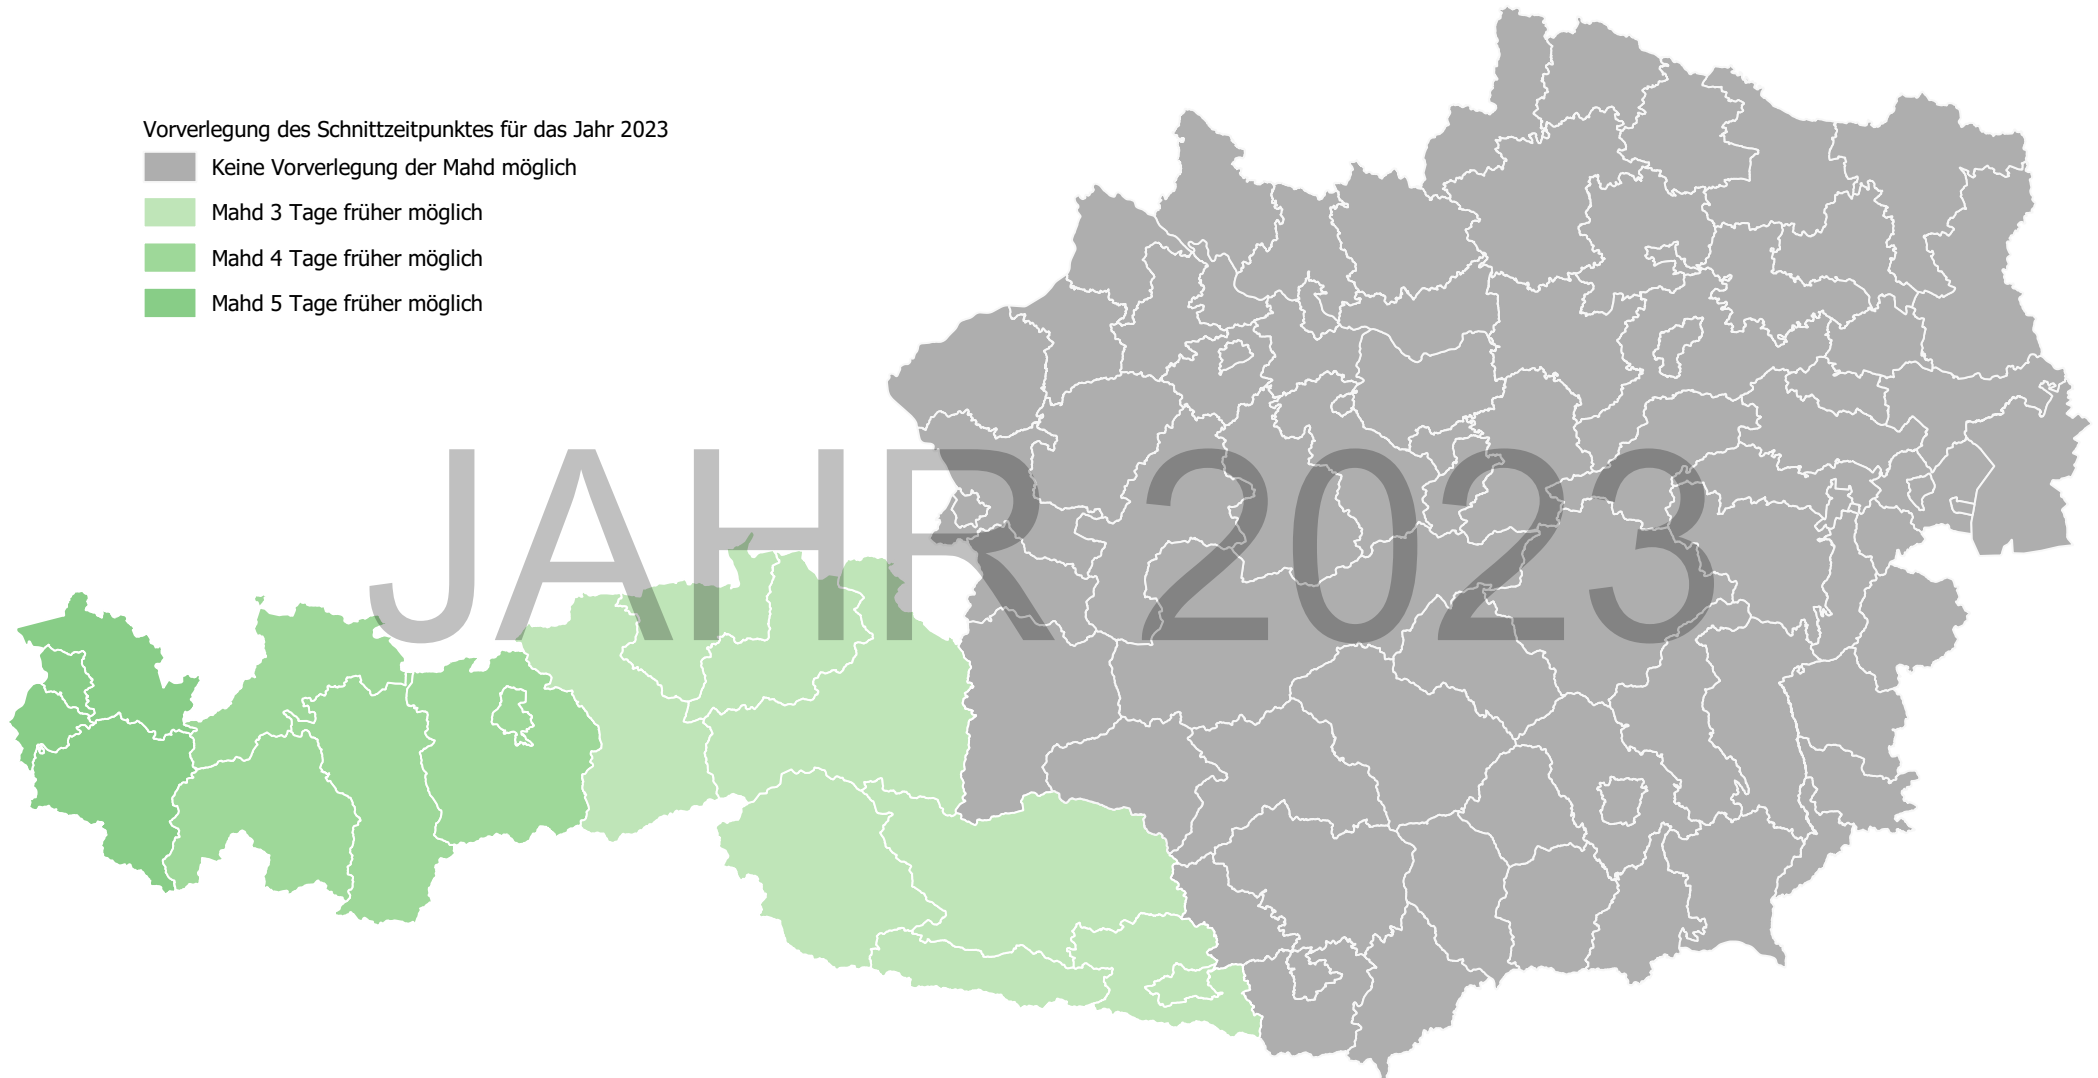 Vorverlegung des Schnittzeitpunktes für das Jahr 2023
Keine Vorverlegung der Mahd möglich
Mahd 3 Tage früher möglich
Mahd 4 Tage früher möglich
Mahd 5 Tage früher möglich
JAHR 2023